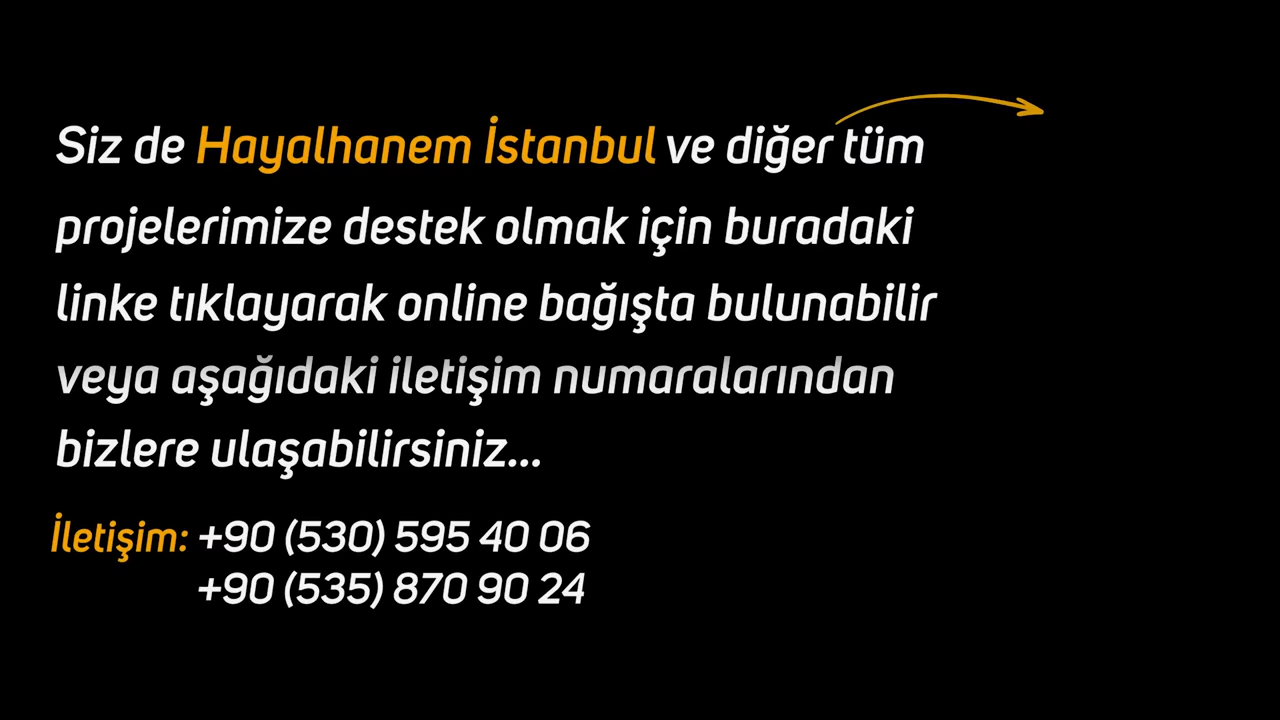 Siz de Hayalhanem İstanbul ve diğer tüm
projelerimize destek olmak için buradaki
linke tıklayarak online bağışta bulunabilir
veya aşağıdaki iletişim numaralarından
bizlere ulaşabilirsiniz...
İletişim: +90 (530) 595 40 06
+90 (535) 870 90 24